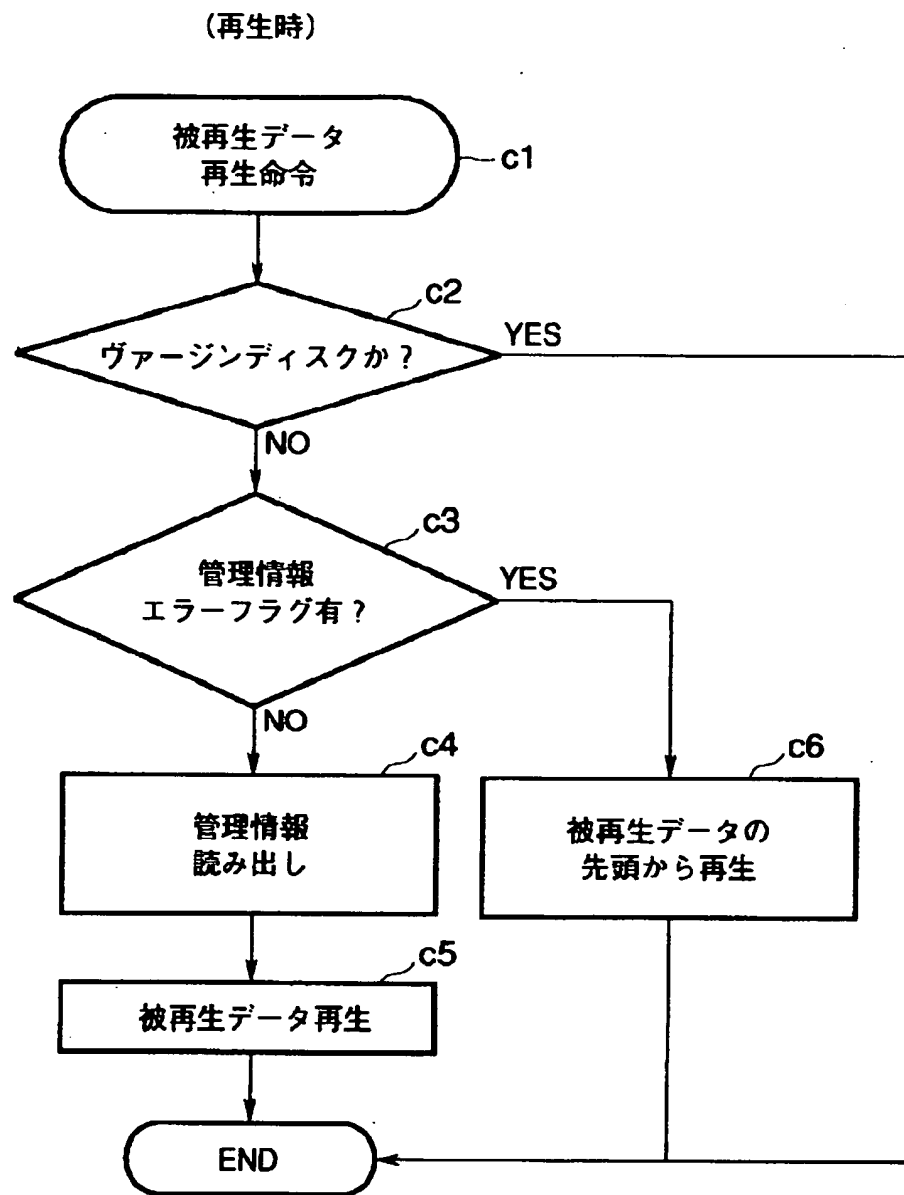 (再生時)
被再生データ
再生命令
c1
c2
ヴァージンディスクか?
YES
NO
c3
管理情報
エラーフラグ有?
YES
NO
c4
管理情報
読み出し
c6
被再生データの
先頭から再生
c5
被再生データ再生
END